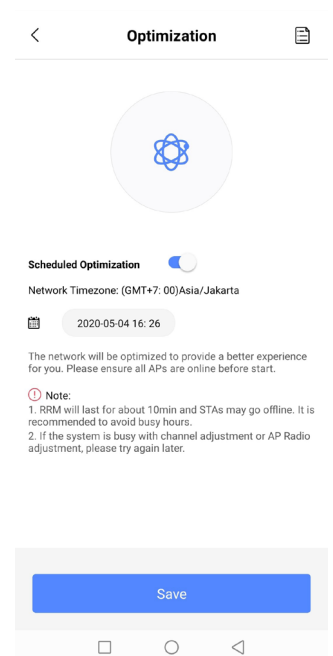 Optimization
Scheduled Optimization
Network Timezone: (GMT+7: 00)Asia/Jakarta
2020-05-04 16: 26
The network will be optimized to provide a better experience
for you. Please ensure all APs are online before start.
Note:
1. RRM will last for about 10min and STAs may go offline. It is
recommended to avoid busy hours.
2. If the system is busy with channel adjustment or AP Radio
adjustment, please try again later.
Save